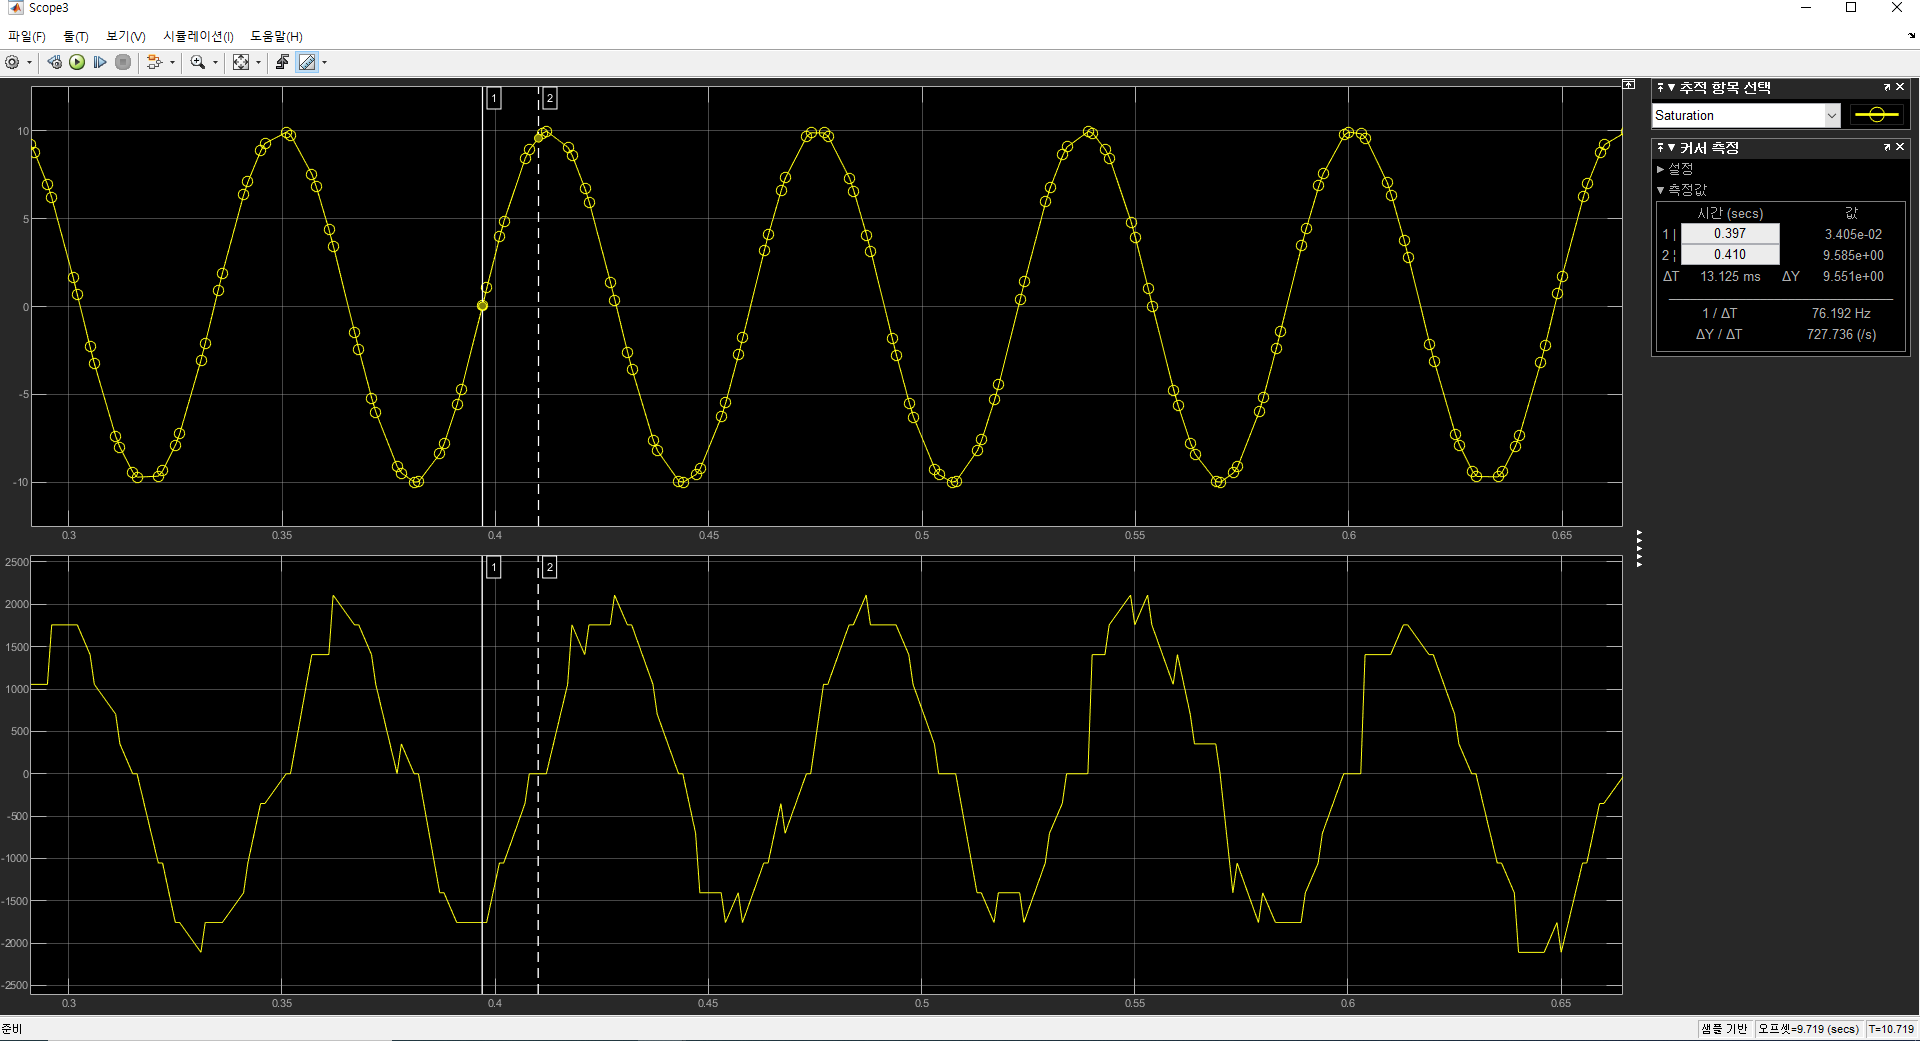 Scope3
파일(F) 툴(T) 보기(V) 시뮬레이션(I) 도움말(H)
1 2
10
5
0
-5
-10
0.3 0.35 0.4 0.45 0.5 0.55 0.6 0.65
1 2
2500
2000
1500
1000
500
0
-500
-1000
-1500
-2000
-2500
0.3 0.35 0.4 0.45 0.5 0.55 0.6 0.65
추적 항목 선택
Saturation
커서 측정
설정
측정값
시간 (secs) 값
1 | 0.397 3.405e-02
2 ¦ 0.410 9.585e+00
ΔT 13.125 ms ΔY 9.551e+00
1 / ΔT 76.192 Hz
ΔY / ΔT 727.736 (/s)
준비
샘플 기반 오프셋=9.719 (secs) T=10.719